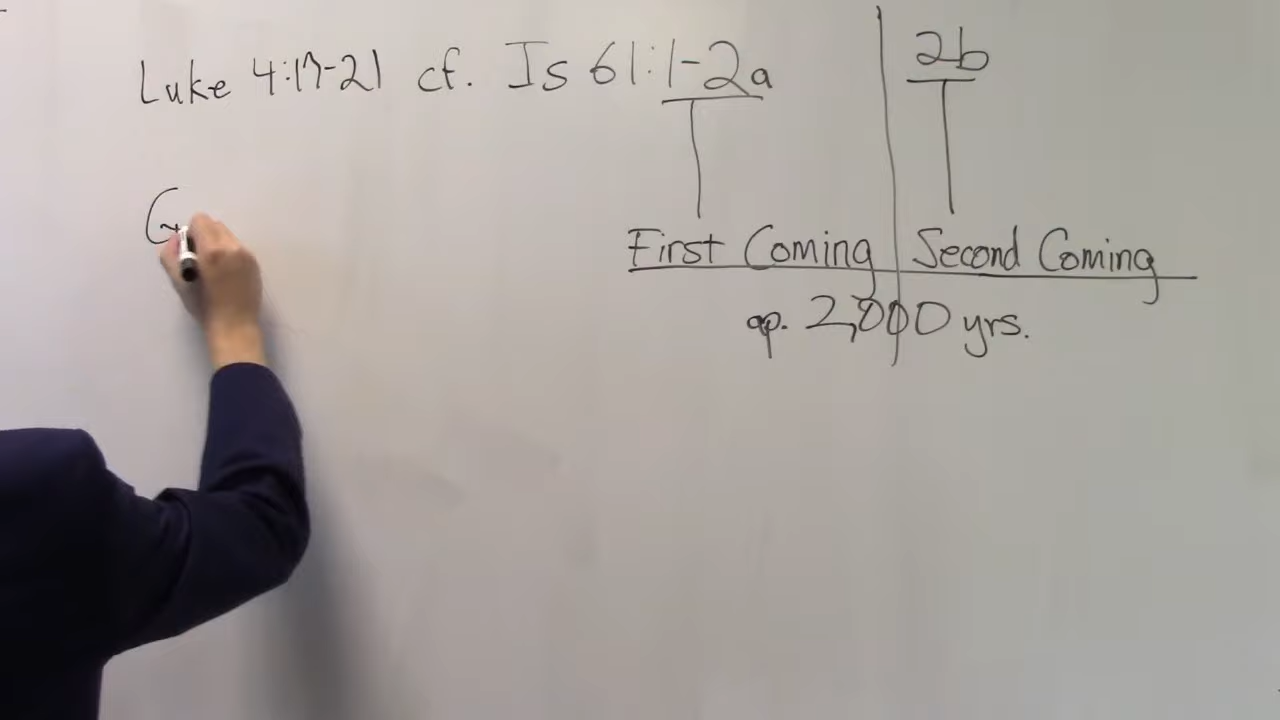 Luke 4:17-21 cf. Is 61:1-2a 2b
First Coming Second Coming
ap. 2,000 yrs.